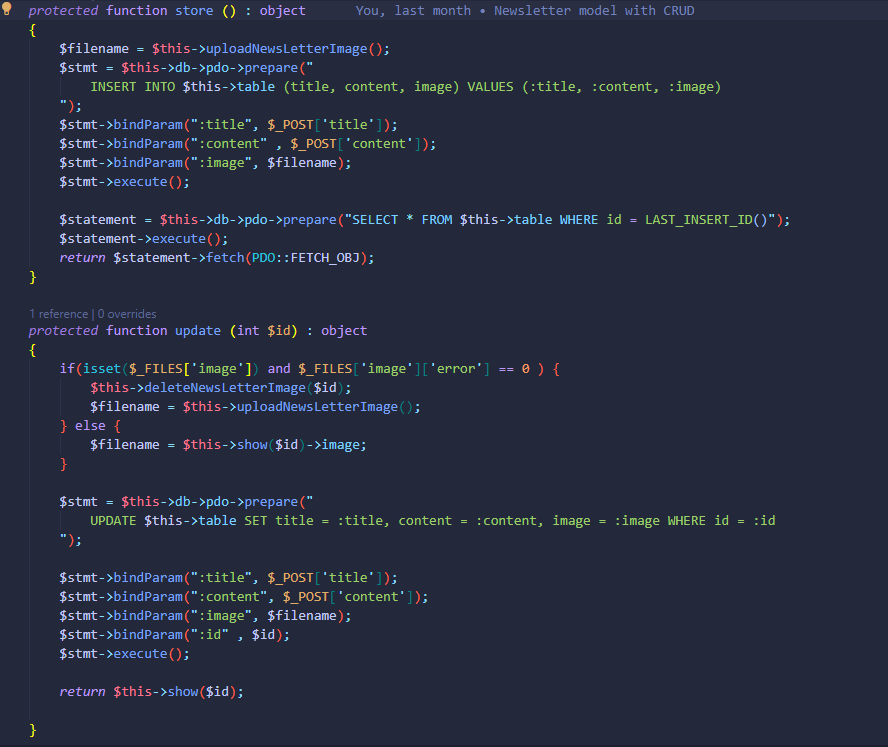 protected function store () : object You, last month • Newsletter model with CRUD
{
$filename = $this->uploadNewsLetterImage();
$stmt = $this->db->pdo->prepare("
INSERT INTO $this->table (title, content, image) VALUES (:title, :content, :image)
");
$stmt->bindParam(":title", $_POST['title']);
$stmt->bindParam(":content" , $_POST['content']);
$stmt->bindParam(":image", $filename);
$stmt->execute();
$statement = $this->db->pdo->prepare("SELECT * FROM $this->table WHERE id = LAST_INSERT_ID()");
$statement->execute();
return $statement->fetch(PDO::FETCH_OBJ);
}
1 reference | 0 overrides
protected function update (int $id) : object
{
if(isset($_FILES['image']) and $_FILES['image']['error'] == 0 ) {
$this->deleteNewsLetterImage($id);
$filename = $this->uploadNewsLetterImage();
} else {
$filename = $this->show($id)->image;
}
$stmt = $this->db->pdo->prepare("
UPDATE $this->table SET title = :title, content = :content, image = :image WHERE id = :id
");
$stmt->bindParam(":title", $_POST['title']);
$stmt->bindParam(":content", $_POST['content']);
$stmt->bindParam(":image", $filename);
$stmt->bindParam(":id" , $id);
$stmt->execute();
return $this->show($id);
}